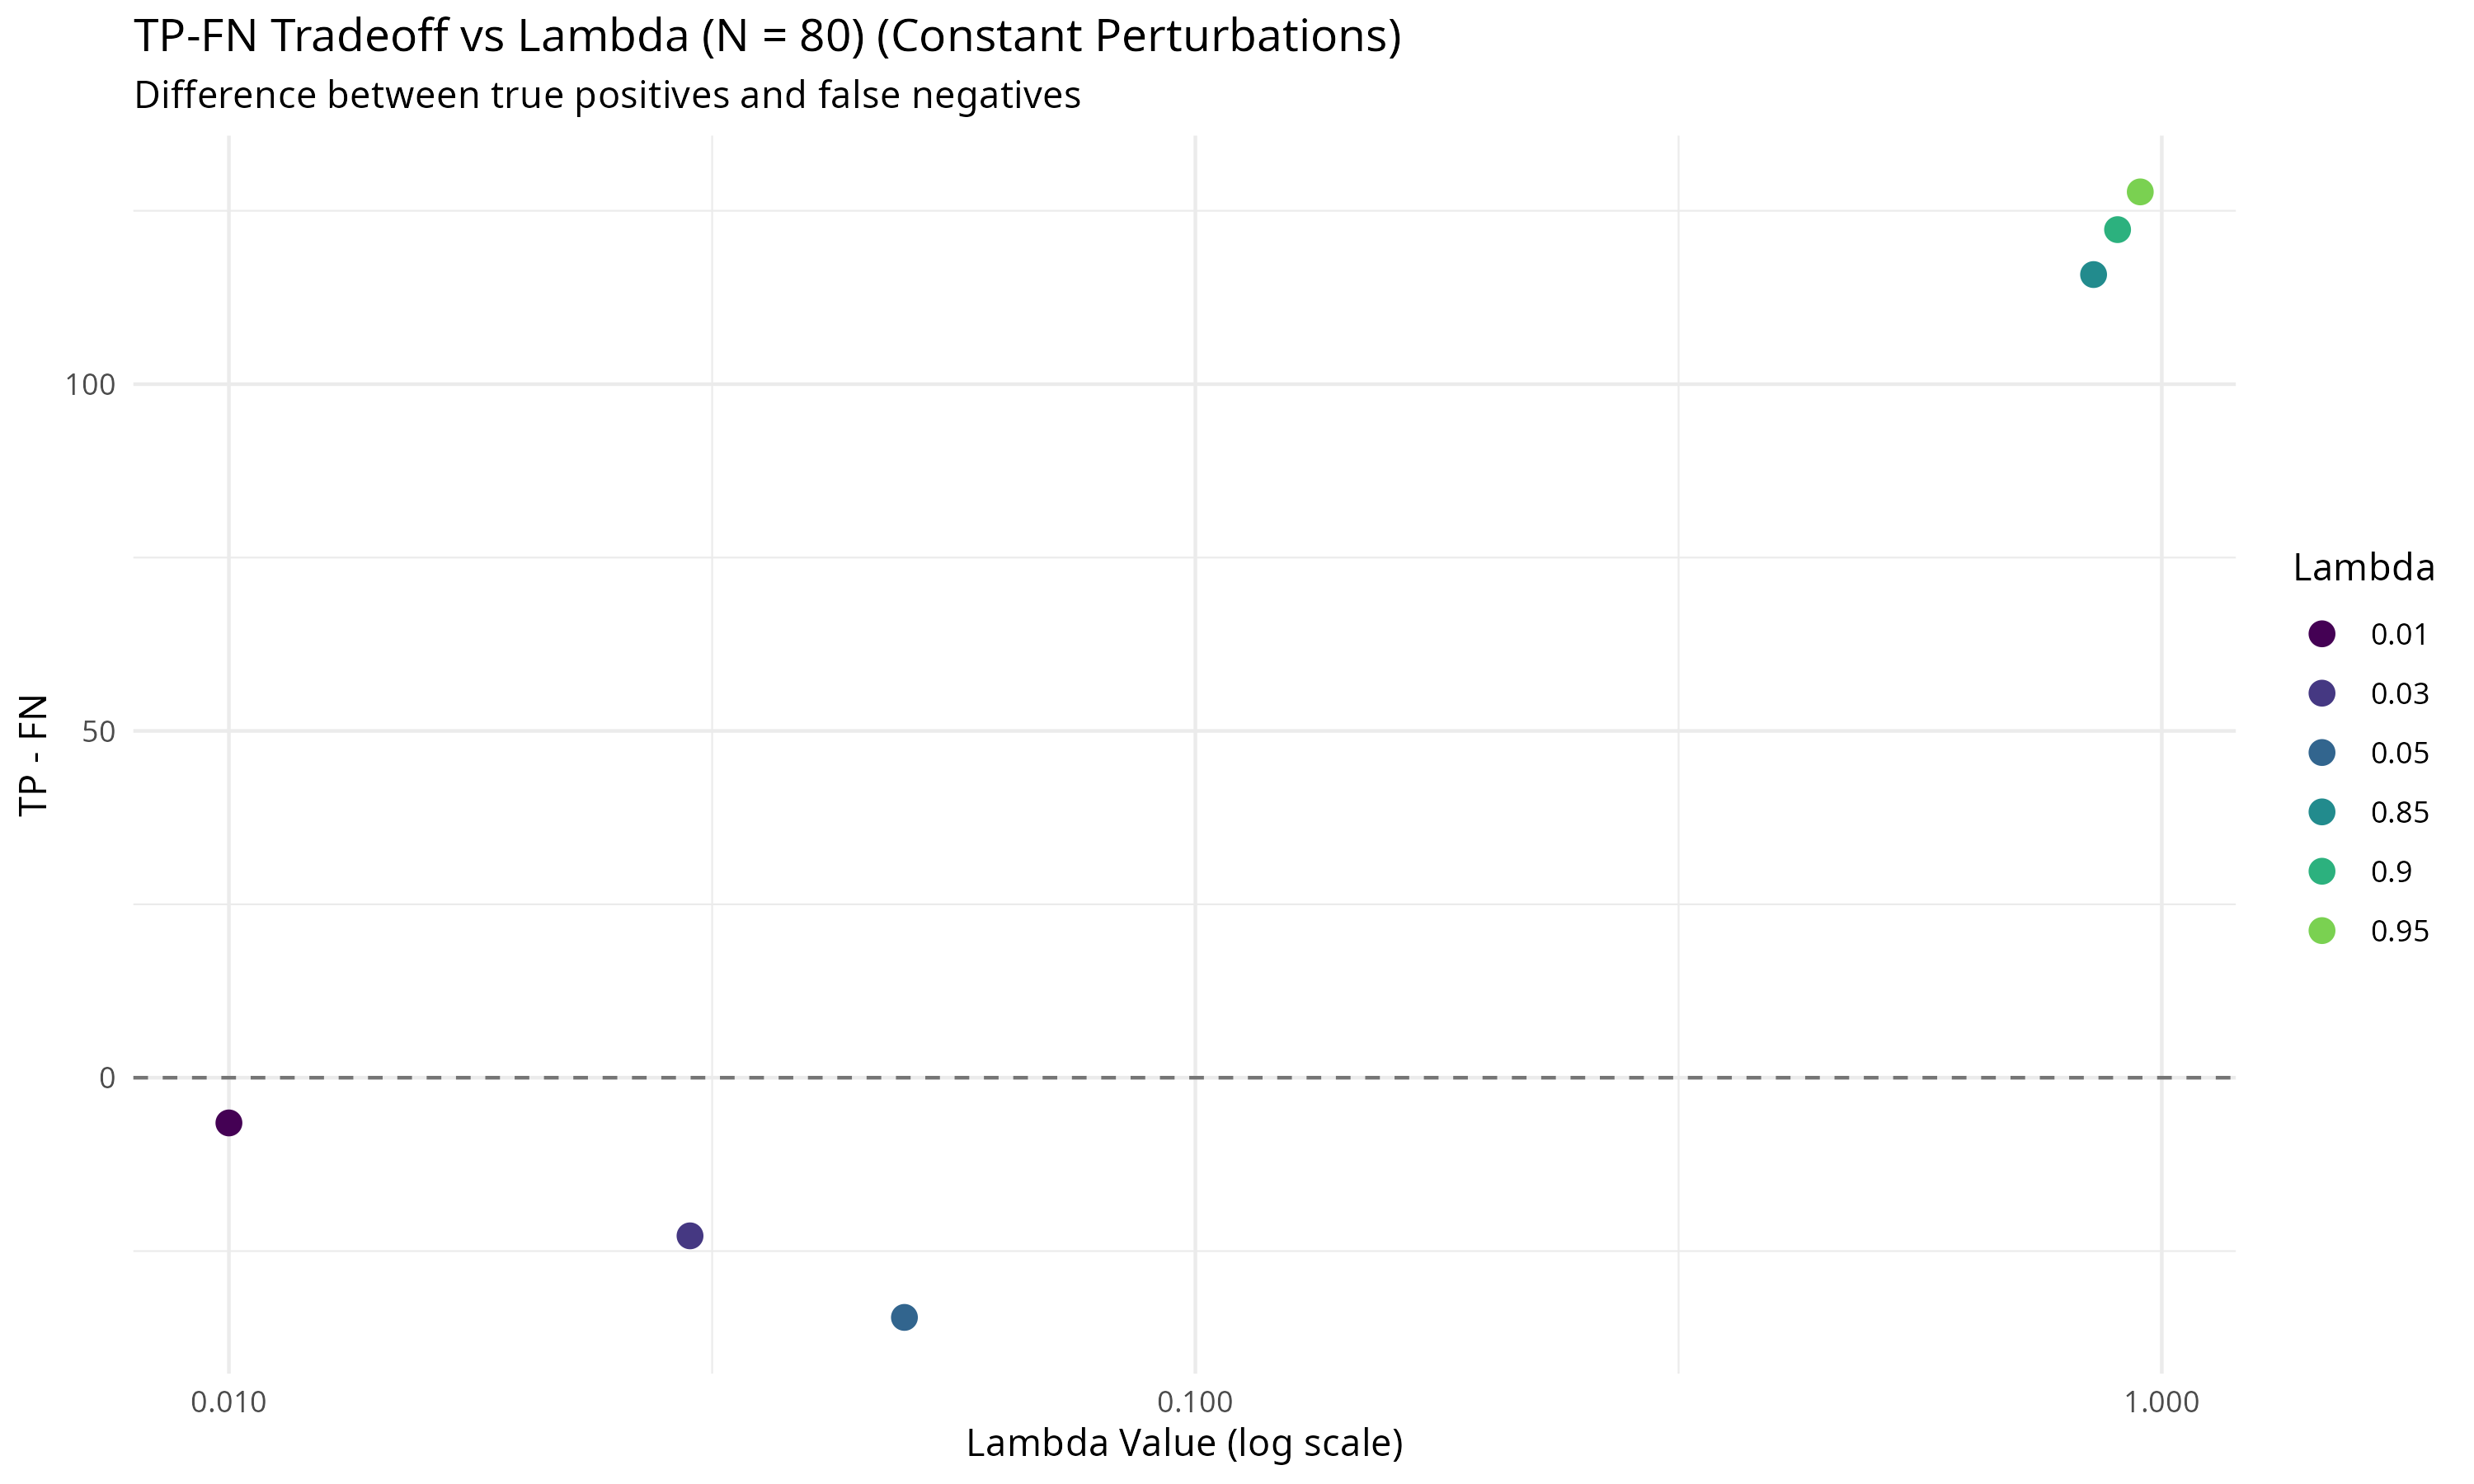 TP-FN Tradeoff vs Lambda (N = 80) (Constant Perturbations)
Difference between true positives and false negatives
100
50
0
TP - FN
0.010
0.100
1.000
Lambda Value (log scale)
Lambda
0.01
0.03
0.05
0.85
0.9
0.95